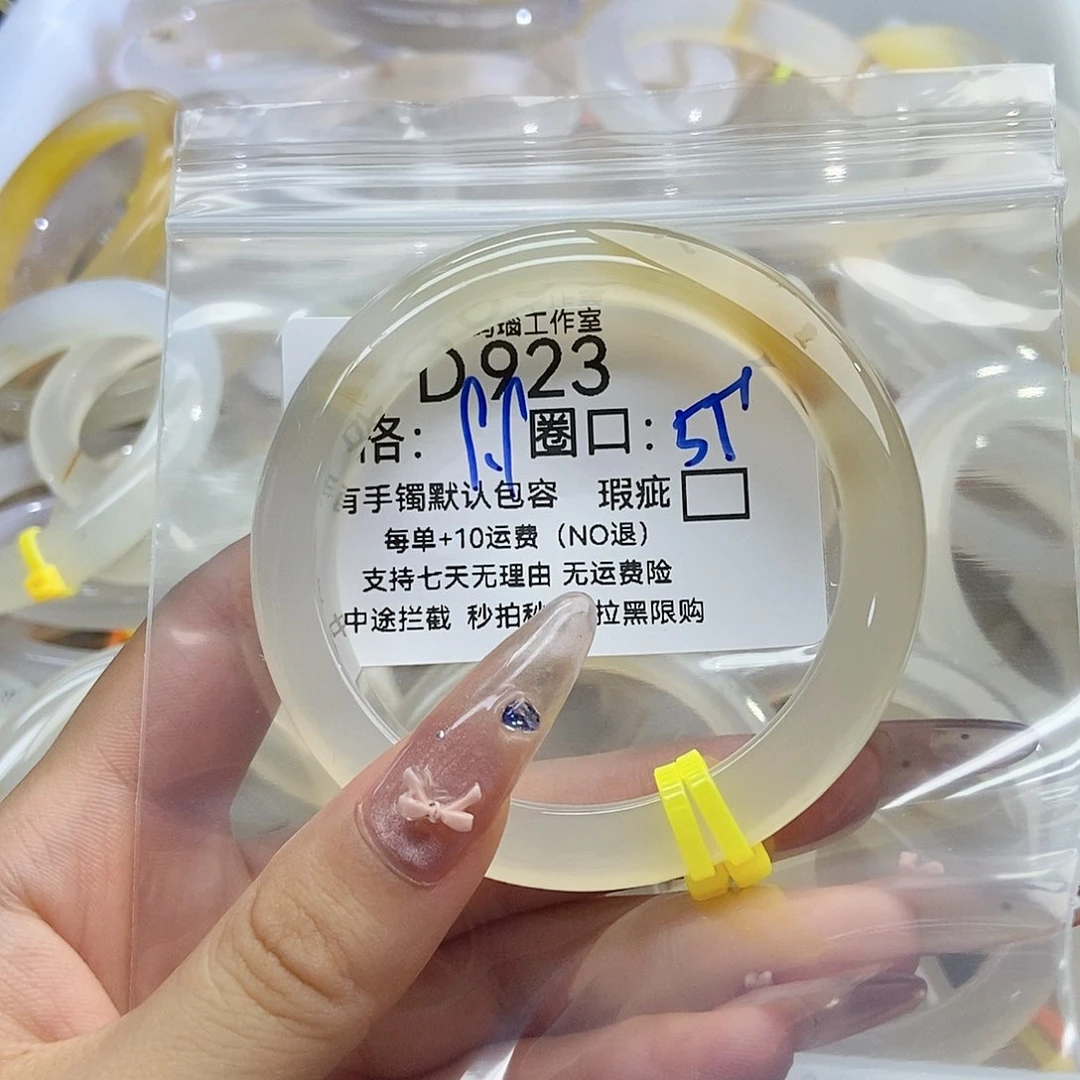 瑙工作室
D923
格： 圈口：57
有手镯默认包容 瑕疵
每单+10运费（NO退）
支持七天无理由 无运费险
中途拦截 秒拍秒 拉黑限购